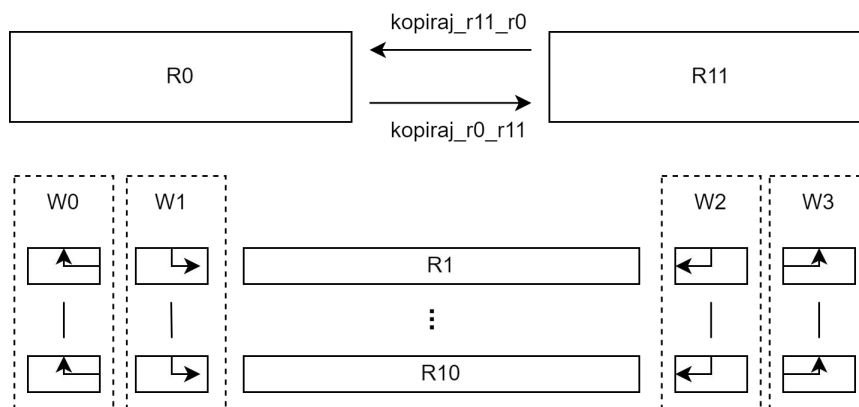 kopiraj_r11_r0
R0
R11
kopiraj_r0_r11
W0 W1 W2 W3
R1
⋮
R10